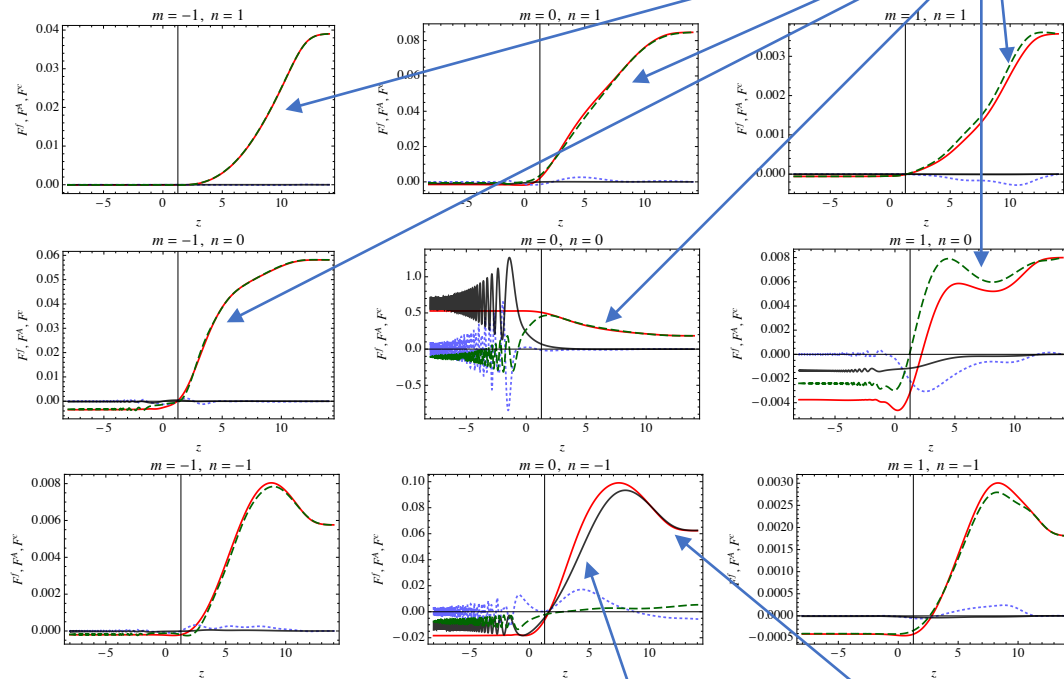 m = −1, n = 1
0.04
0.03
0.02
0.01
0.00
F^f, F^A, F^c
−5 0 5 10
z
m = 0, n = 1
0.08
0.06
0.04
0.02
0.00
F^f, F^A, F^c
−5 0 5 10
z
m = 1, n = 1
0.003
0.002
0.001
0.000
F^f, F^A, F^c
−5 0 5 10
z
m = −1, n = 0
0.06
0.05
0.04
0.03
0.02
0.01
0.00
F^f, F^A, F^c
−5 0 5 10
z
m = 0, n = 0
1.0
0.5
0.0
−0.5
F^f, F^A, F^c
−5 0 5 10
z
m = 1, n = 0
0.008
0.006
0.004
0.002
0.000
−0.002
−0.004
F^f, F^A, F^c
−5 0 5 10
z
m = −1, n = −1
0.008
0.006
0.004
0.002
0.000
F^f, F^A, F^c
−5 0 5 10
z
m = 0, n = −1
0.10
0.08
0.06
0.04
0.02
0.00
−0.02
F^f, F^A, F^c
−5 0 5 10
z
m = 1, n = −1
0.0030
0.0025
0.0020
0.0015
0.0010
0.0005
0.0000
−0.0005
F^f, F^A, F^c
−5 0 5 10
z